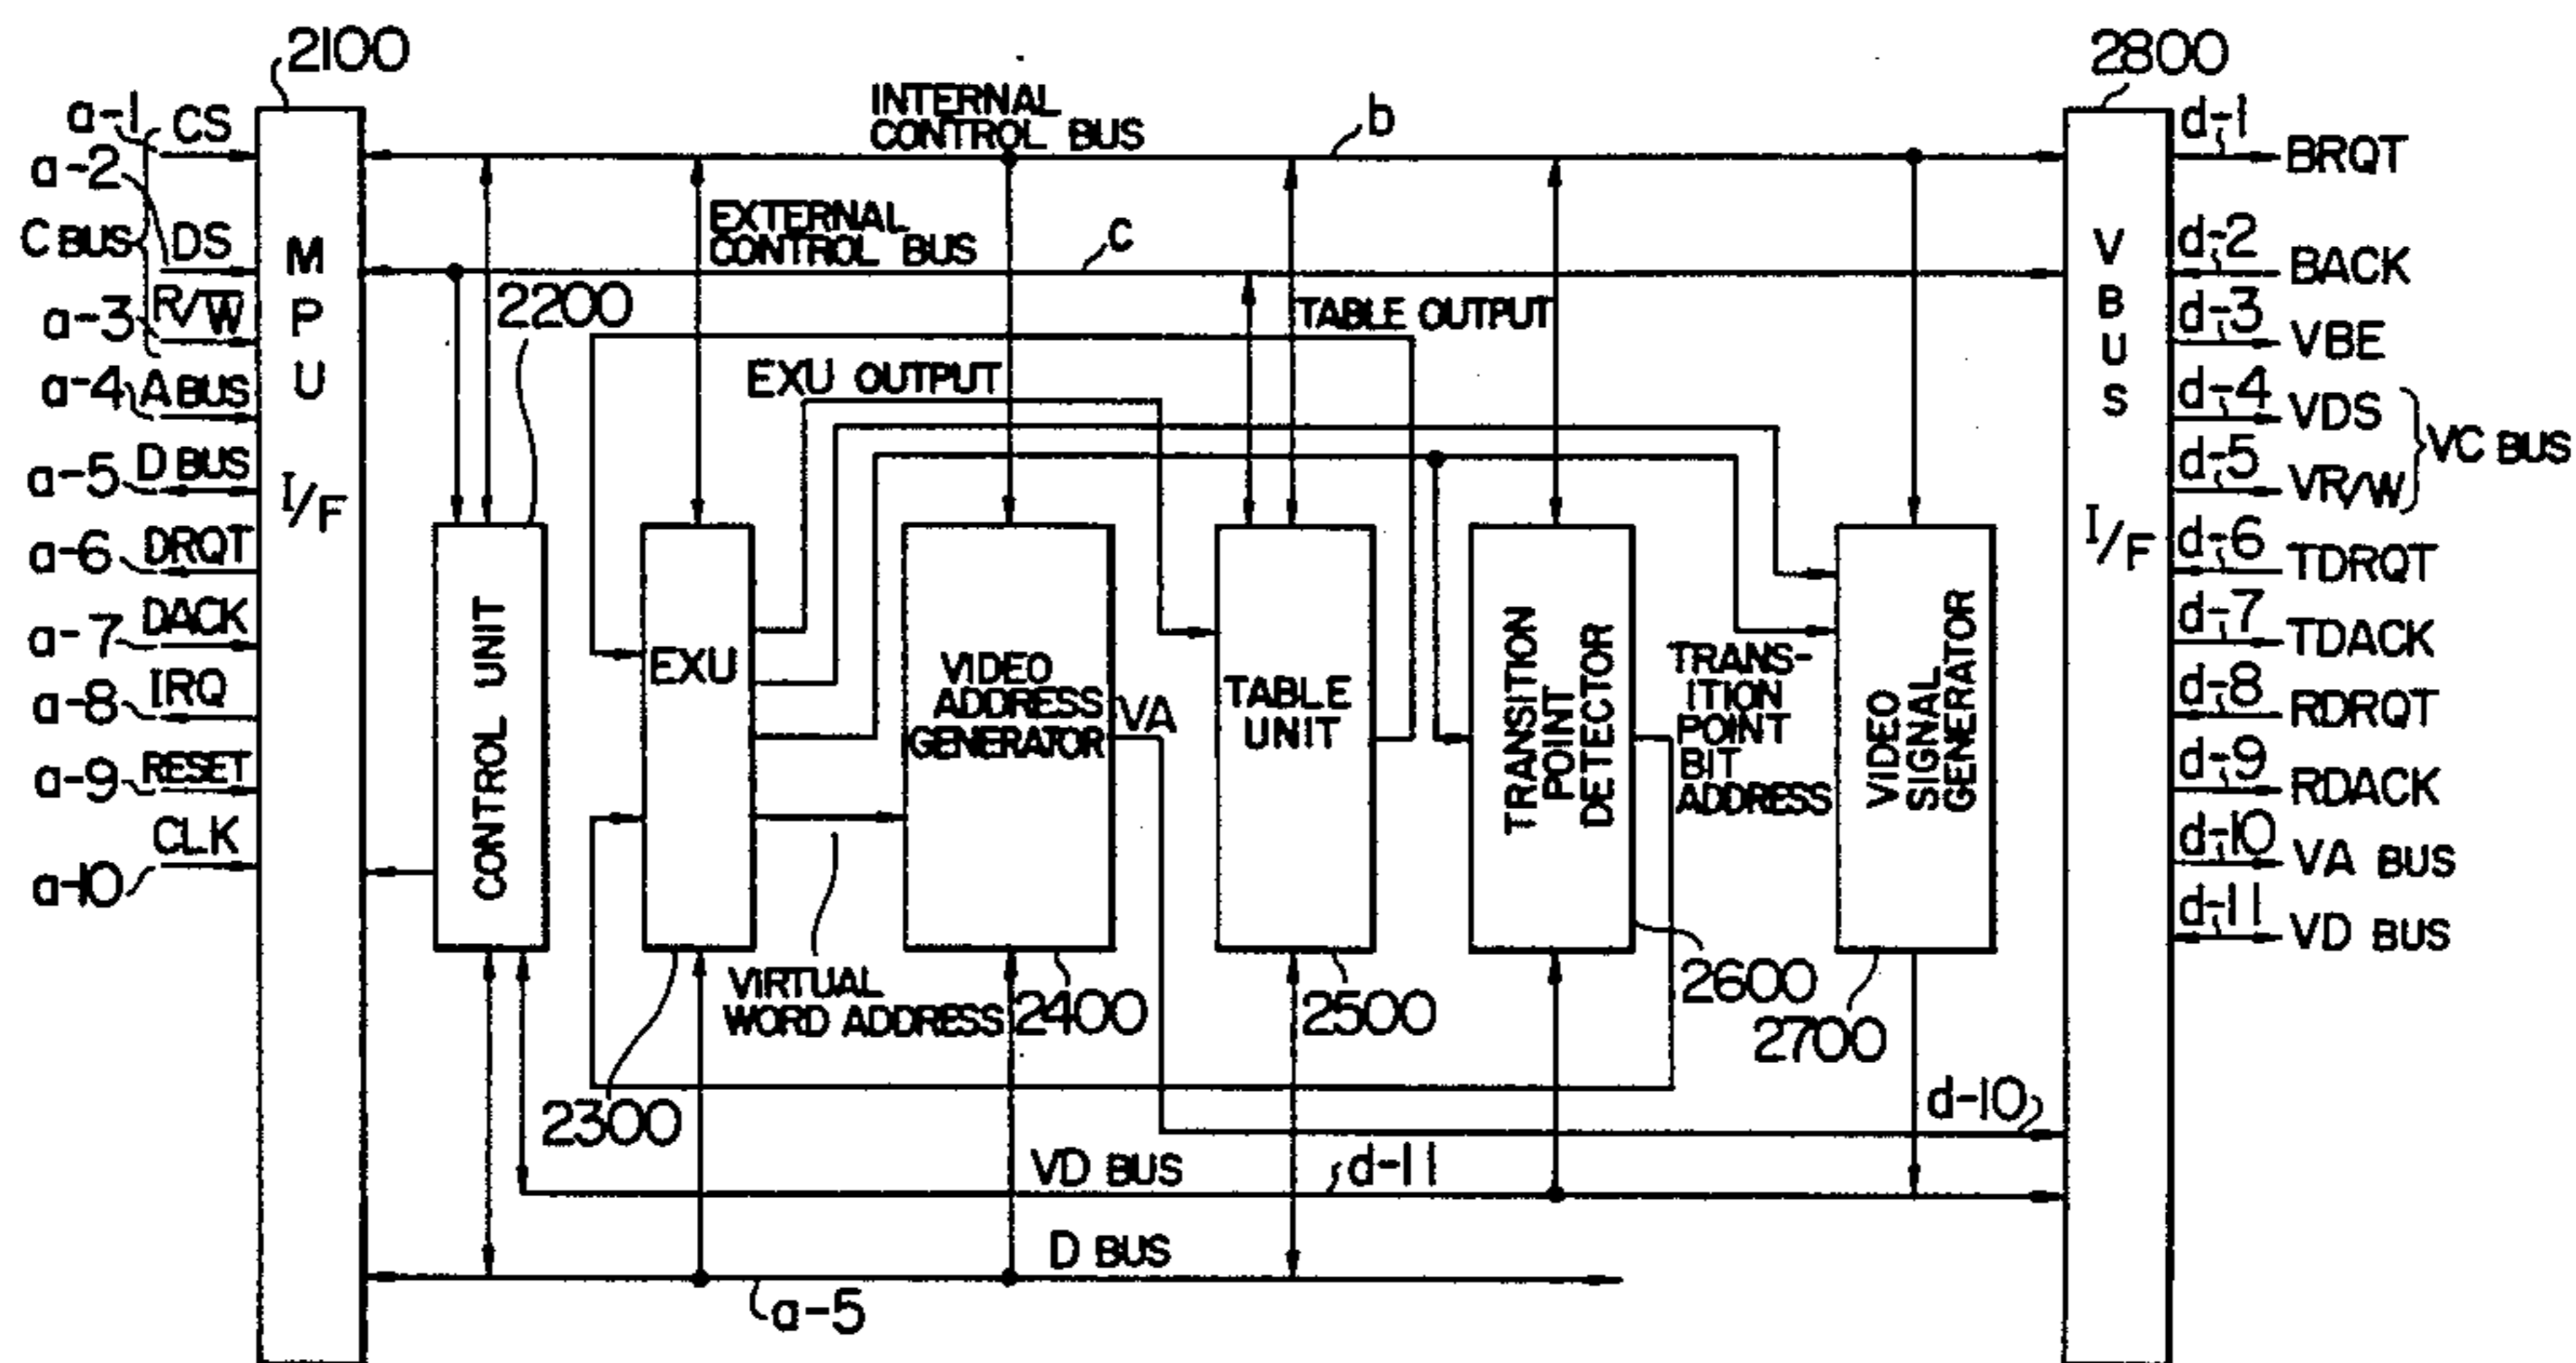 2100
2800
a-1
CS
a-2
C BUS
DS
a-3
R/W̅
a-4
A BUS
a-5
D BUS
a-6
DRQT
a-7
DACK
a-8
IRQ
a-9
RESET
a-10
CLK
MPU I/F
INTERNAL
CONTROL BUS
b
EXTERNAL
CONTROL BUS
c
2200
TABLE OUTPUT
EXU OUTPUT
CONTROL UNIT
EXU
VIDEO
ADDRESS
GENERATOR
VA
TABLE
UNIT
TRANSITION
POINT
DETECTOR
TRANS-
ITION
POINT
BIT
ADDRESS
VIDEO
SIGNAL
GENERATOR
VIRTUAL
WORD ADDRESS
2300
2400
2500
2600
2700
d-10
VD BUS
d-11
D BUS
a-5
V BUS I/F
d-1
BRQT
d-2
BACK
d-3
VBE
d-4
VDS
d-5
VR/W
VC BUS
d-6
TDRQT
d-7
TDACK
d-8
RDRQT
d-9
RDACK
d-10
VA BUS
d-11
VD BUS